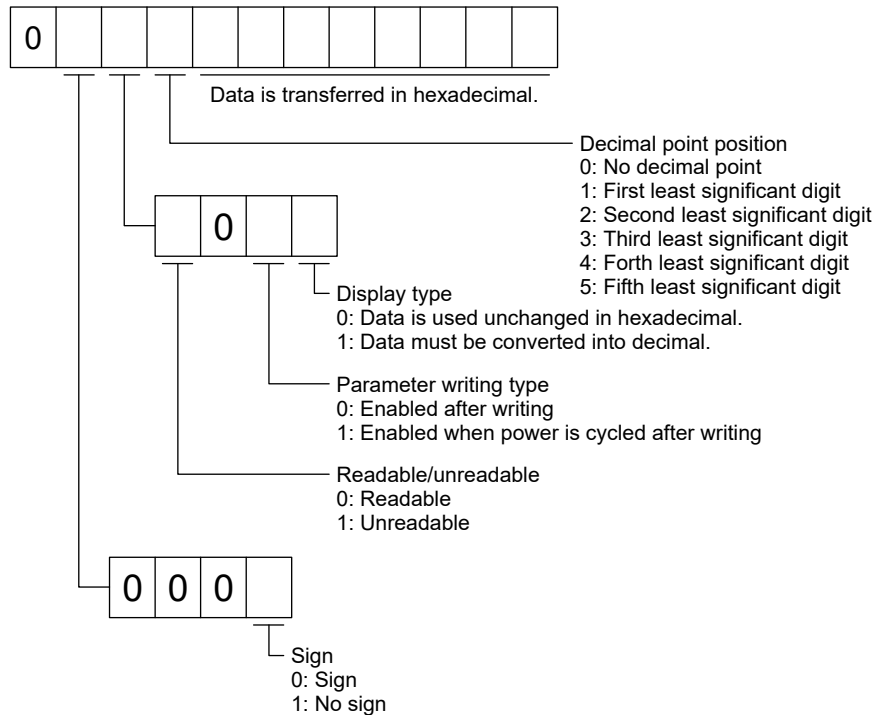 0
Data is transferred in hexadecimal.
Decimal point position
0: No decimal point
1: First least significant digit
2: Second least significant digit
3: Third least significant digit
4: Forth least significant digit
5: Fifth least significant digit
0
Display type
0: Data is used unchanged in hexadecimal.
1: Data must be converted into decimal.
Parameter writing type
0: Enabled after writing
1: Enabled when power is cycled after writing
Readable/unreadable
0: Readable
1: Unreadable
0 0 0
Sign
0: Sign
1: No sign